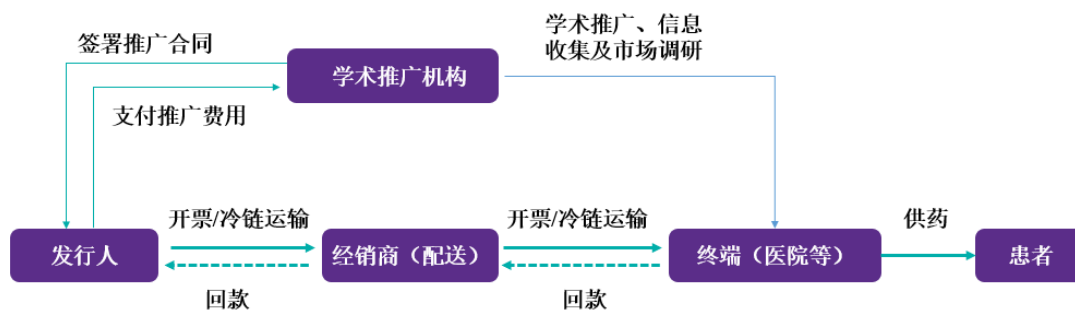 签署推广合同
学术推广机构
学术推广、信息
收集及市场调研
支付推广费用
开票/冷链运输
开票/冷链运输
供药
发行人
经销商（配送）
终端（医院等）
患者
回款
回款